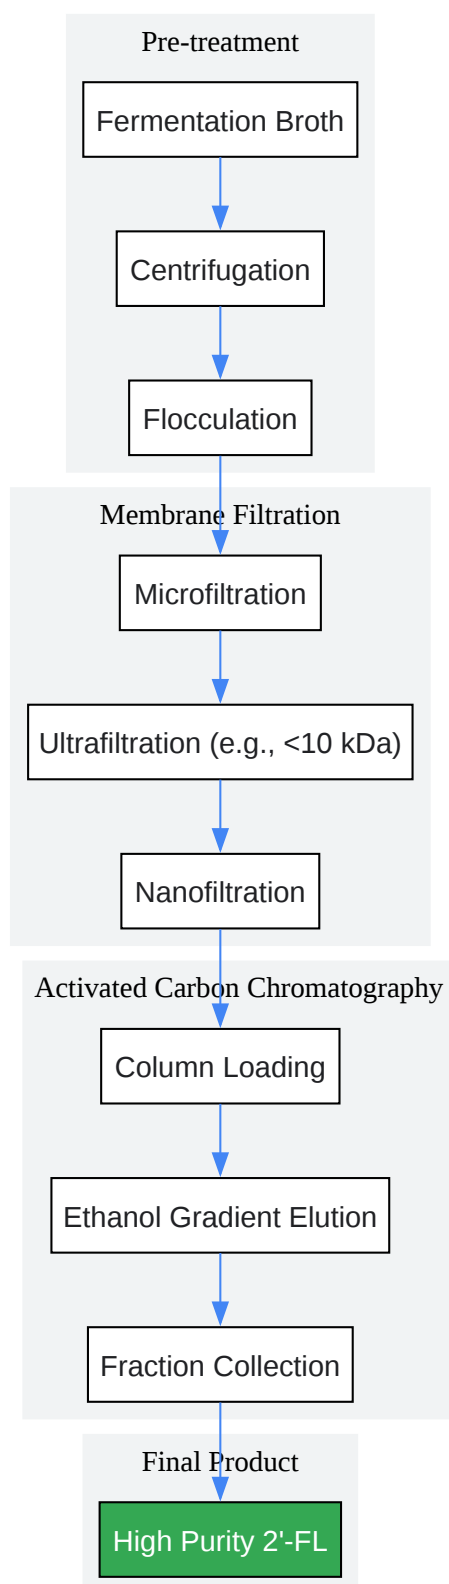 Pre-treatment
Fermentation Broth
Centrifugation
Flocculation
Membrane Filtration
Microfiltration
Ultrafiltration (e.g., <10 kDa)
Nanofiltration
Activated Carbon Chromatography
Column Loading
Ethanol Gradient Elution
Fraction Collection
Final Product
High Purity 2'-FL